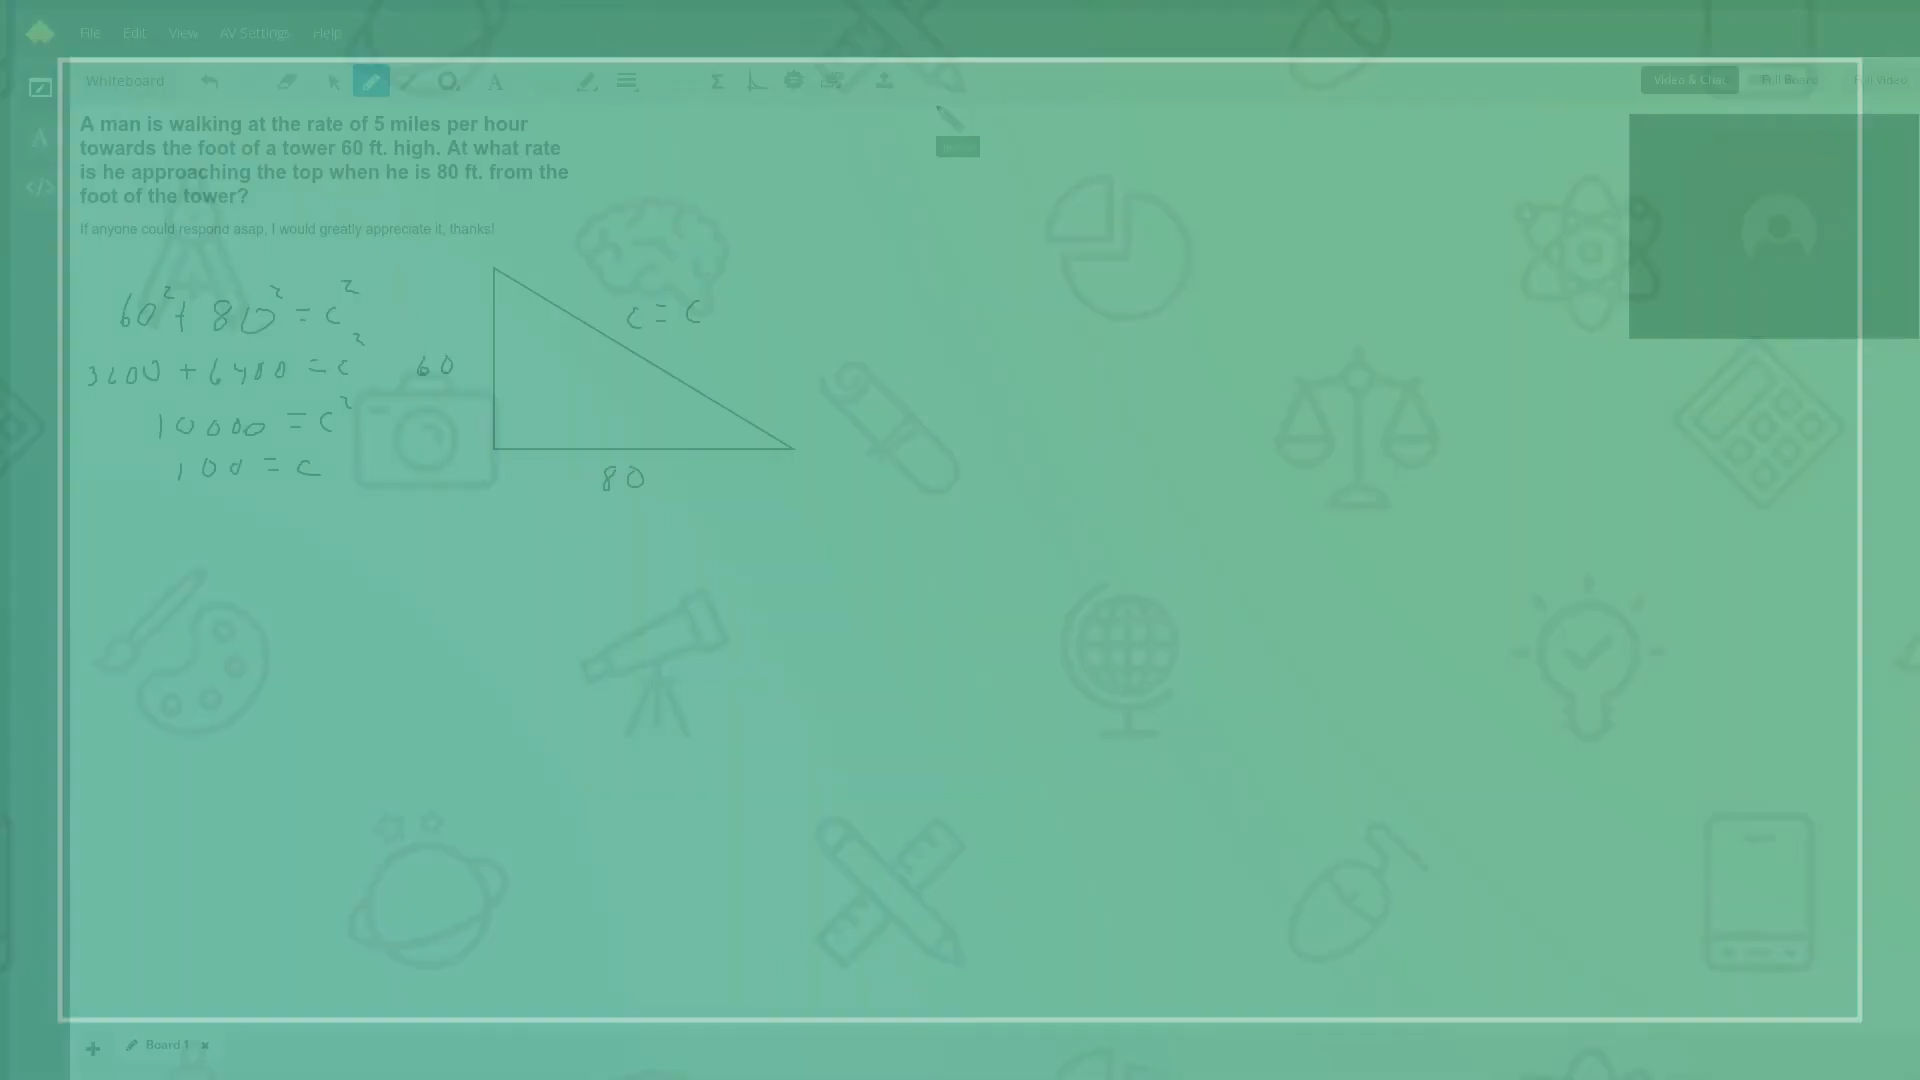 File Edit View AV Settings Help
Whiteboard A Σ Video & Chat Full Board Full Video
A man is walking at the rate of 5 miles per hour
towards the foot of a tower 60 ft. high. At what rate
is he approaching the top when he is 80 ft. from the
foot of the tower?
If anyone could respond asap, I would greatly appreciate it, thanks!
60² + 80² = c²
3600 + 6400 = c²
10000 = c²
100 = c
c = c
60
80
Board 1